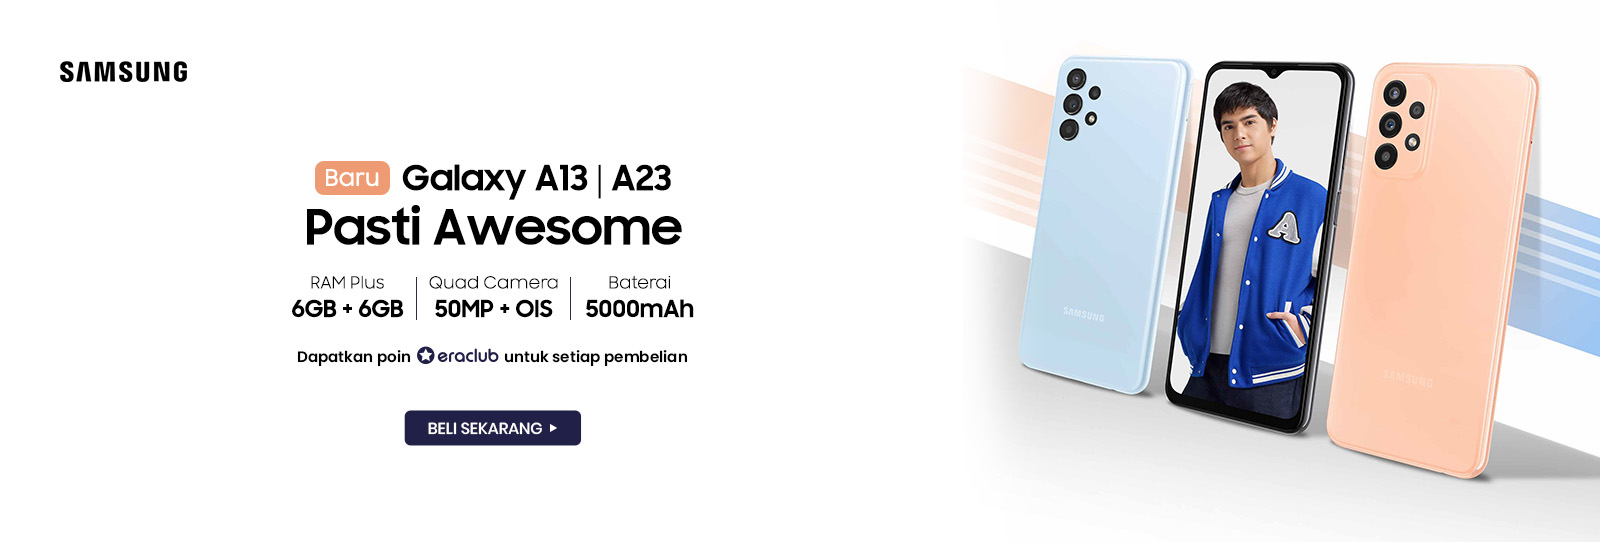 SAMSUNG
Baru Galaxy A13 | A23
Pasti Awesome
RAM Plus
6GB + 6GB
Quad Camera
50MP + OIS
Baterai
5000mAh
Dapatkan poin eraclub untuk setiap pembelian
BELI SEKARANG
SAMSUNG
A
SAMSUNG